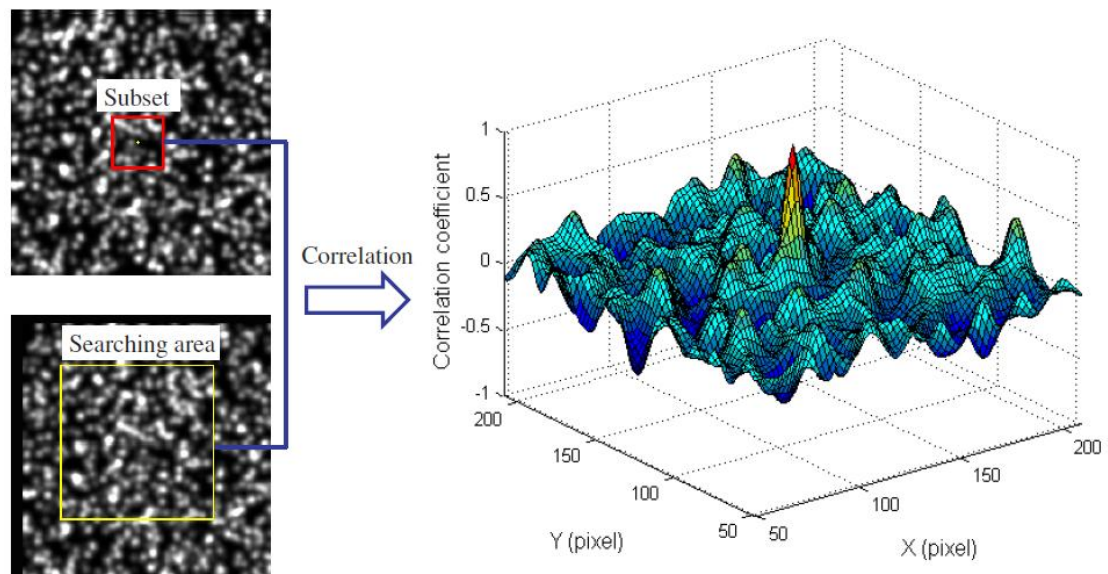 Subset
Searching area
Correlation
Correlation coefficient
1
0.5
0
-0.5
-1
200
150
100
50
Y (pixel)
50
100
150
200
X (pixel)